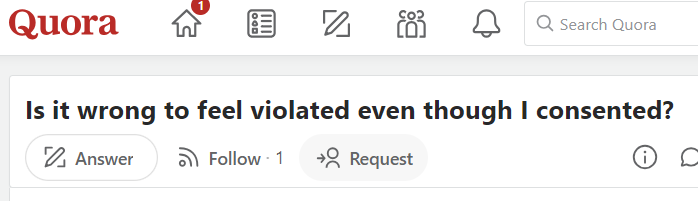 Quora 1 Search Quora
Is it wrong to feel violated even though I consented?
Answer Follow · 1 Request